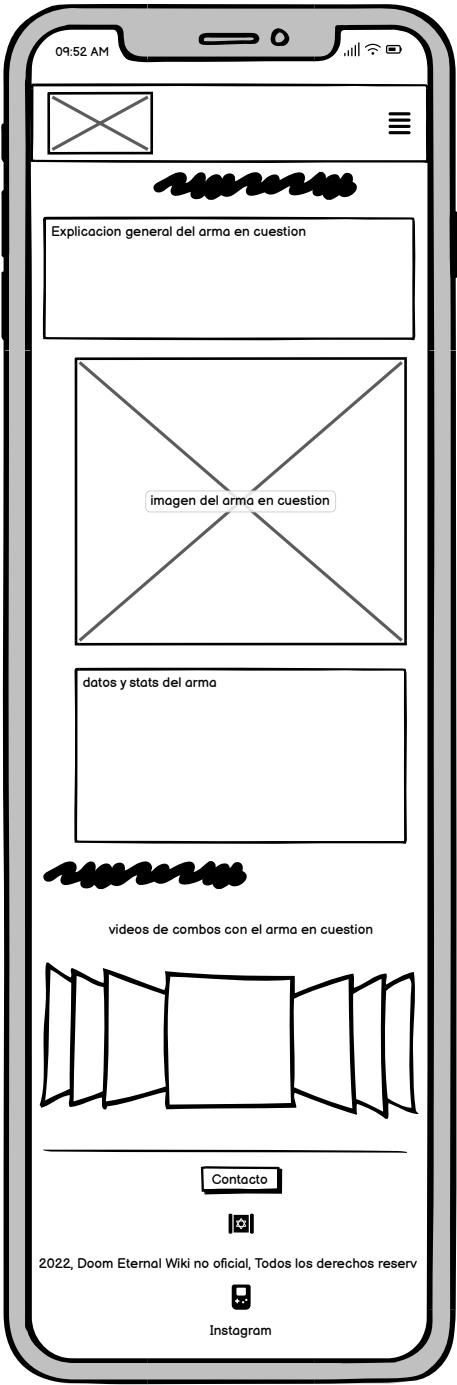 09:52 AM
Explicacion general del arma en cuestion
imagen del arma en cuestion
datos y stats del arma
videos de combos con el arma en cuestion
Contacto
2022, Doom Eternal Wiki no oficial, Todos los derechos reserv
Instagram